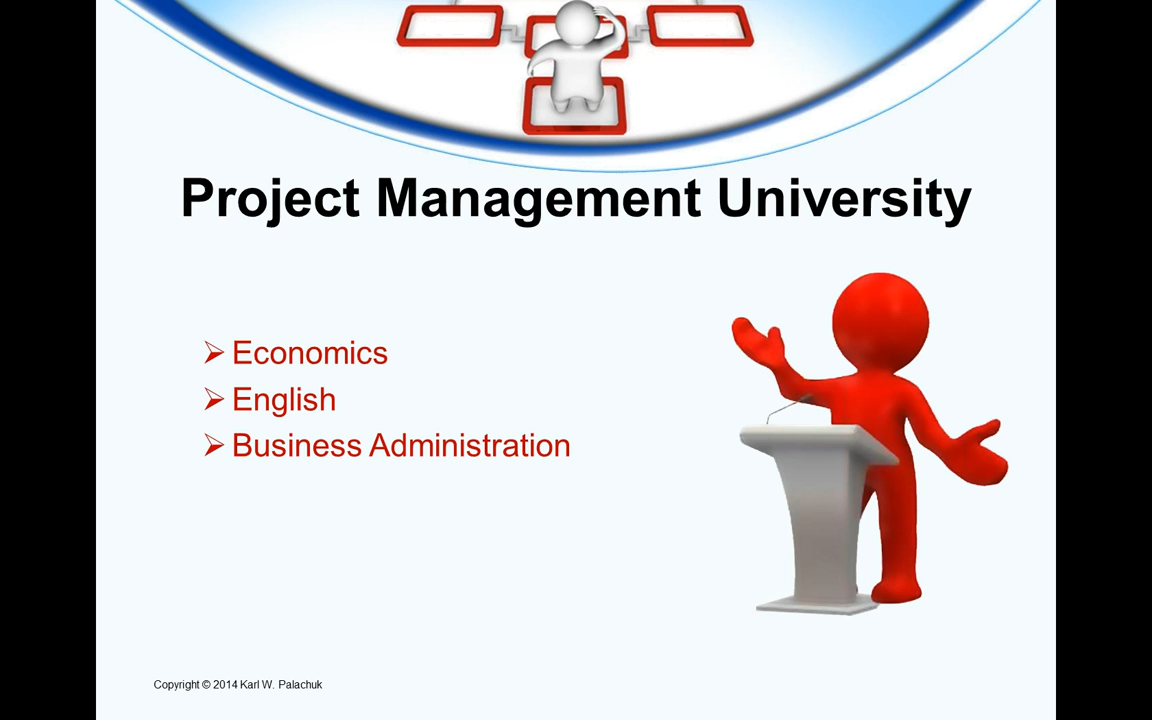 Project Management University
Economics
English
Business Administration
Copyright © 2014 Karl W. Palachuk